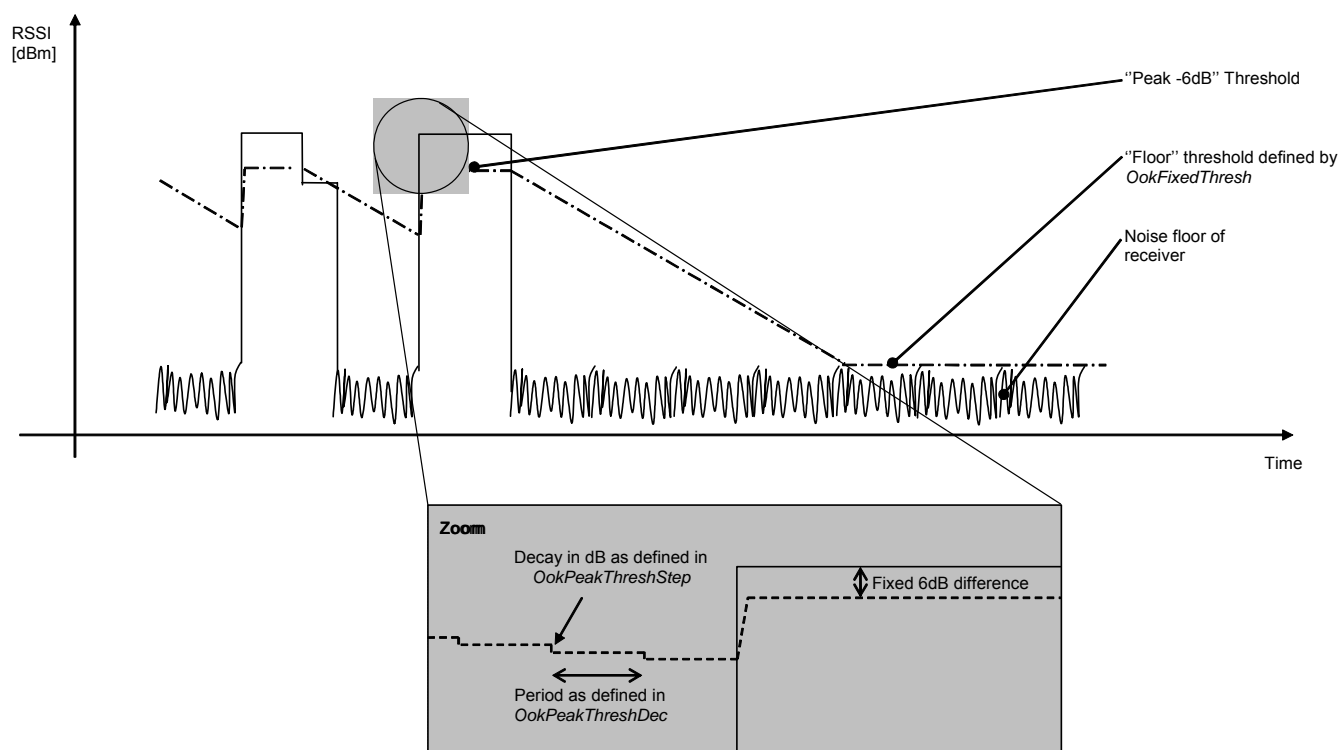 RSSI
[dBm]
‘‘Peak -6dB’’ Threshold
‘‘Floor’’ threshold defined by
OokFixedThresh
Noise floor of
receiver
Time
Zoom
Decay in dB as defined in
OokPeakThreshStep
Fixed 6dB difference
Period as defined in
OokPeakThreshDec